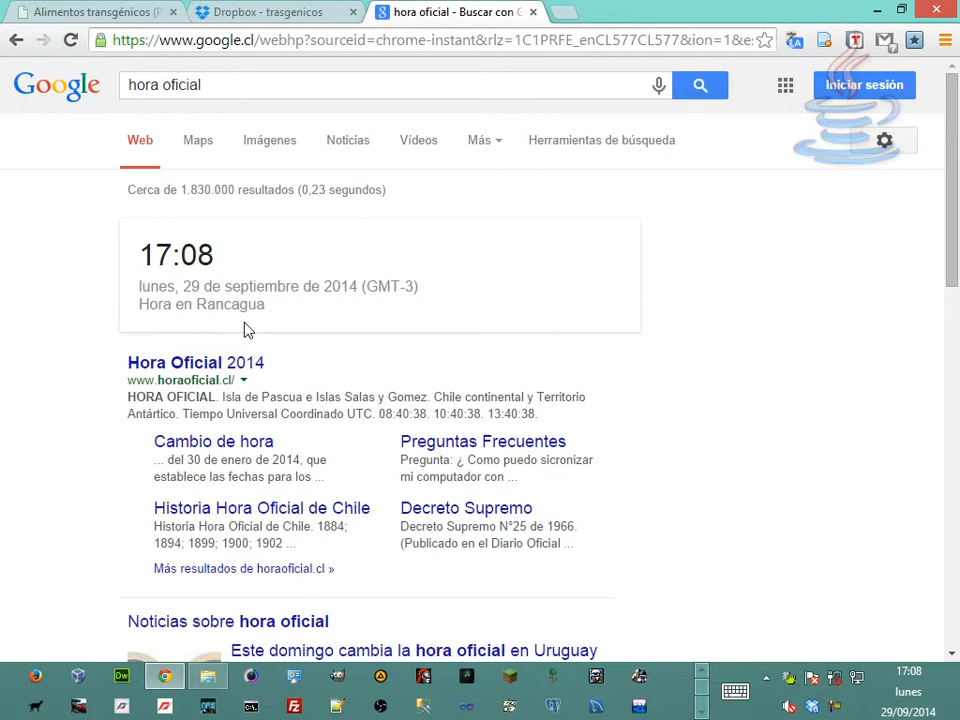 Alimentos transgénicos (P
Dropbox - trasgenicos
hora oficial - Buscar con G
https://www.google.cl/webhp?sourceid=chrome-instant&rlz=1C1PRFE_enCL577CL577&ion=1&e:
Google
hora oficial
Iniciar sesión
Web
Maps
Imágenes
Noticias
Vídeos
Más
Herramientas de búsqueda
Cerca de 1.830.000 resultados (0,23 segundos)
17:08
lunes, 29 de septiembre de 2014 (GMT-3)
Hora en Rancagua
Hora Oficial 2014
www.horaoficial.cl/
HORA OFICIAL. Isla de Pascua e Islas Salas y Gomez. Chile continental y Territorio
Antártico. Tiempo Universal Coordinado UTC. 08:40:38. 10:40:38. 13:40:38.
Cambio de hora
... del 30 de enero de 2014, que
establece las fechas para los ...
Preguntas Frecuentes
Pregunta: ¿ Como puedo sicronizar
mi computador con ...
Historia Hora Oficial de Chile
Historia Hora Oficial de Chile. 1884;
1894; 1899; 1900; 1902 ...
Decreto Supremo
Decreto Supremo N°25 de 1966.
(Publicado en el Diario Oficial ...
Más resultados de horaoficial.cl »
Noticias sobre hora oficial
Este domingo cambia la hora oficial en Uruguay
Dw
17:08
lunes
29/09/2014